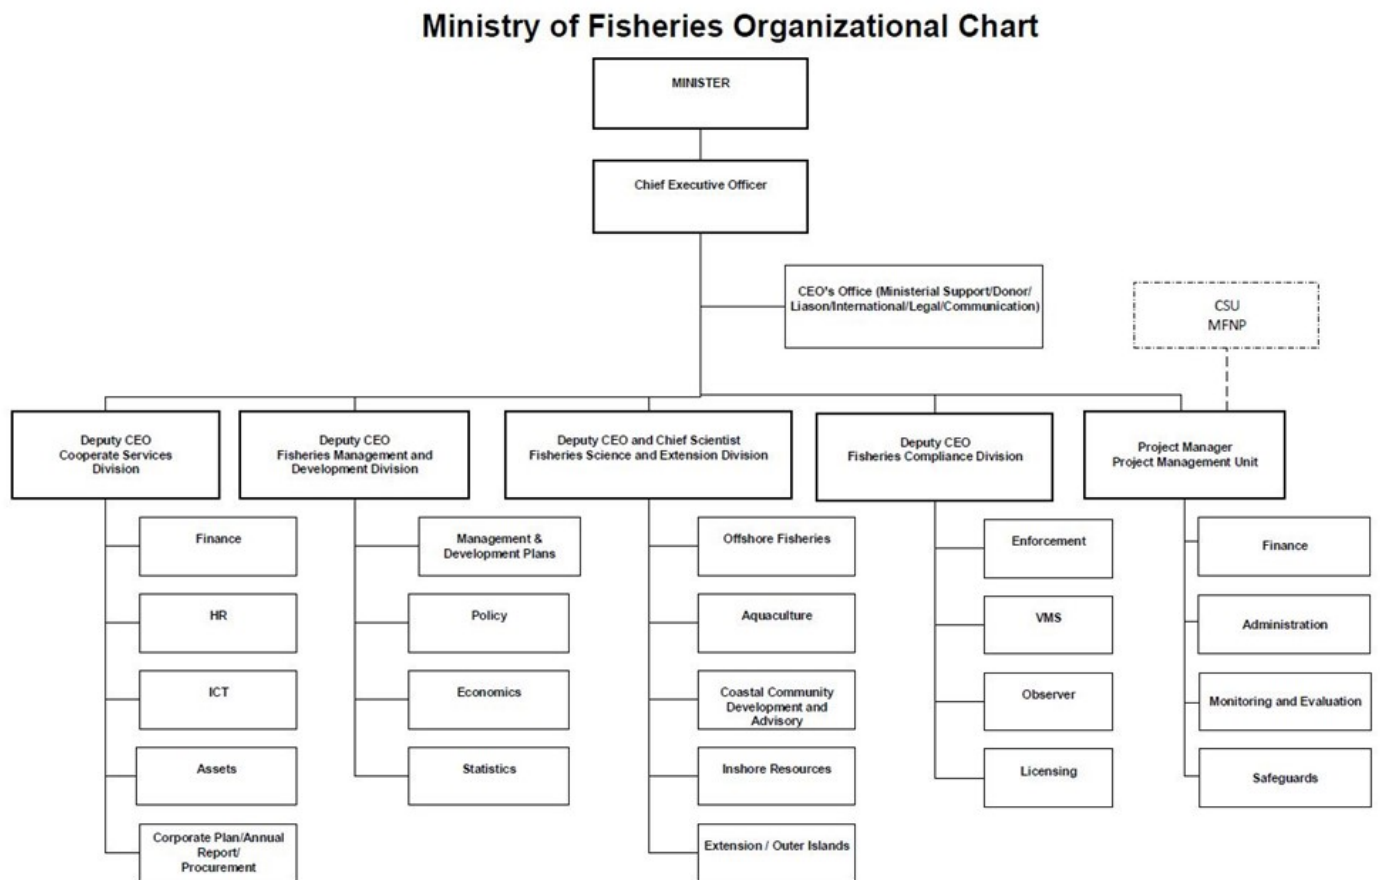 Ministry of Fisheries Organizational Chart
MINISTER
Chief Executive Officer
CEO's Office (Ministerial Support/Donor/
Liason/International/Legal/Communication)
CSU
MFNP
Deputy CEO
Cooperate Services
Division
Deputy CEO
Fisheries Management and
Development Division
Deputy CEO and Chief Scientist
Fisheries Science and Extension Division
Deputy CEO
Fisheries Compliance Division
Project Manager
Project Management Unit
Finance
HR
ICT
Assets
Corporate Plan/Annual
Report/
Procurement
Management &
Development Plans
Policy
Economics
Statistics
Offshore Fisheries
Aquaculture
Coastal Community
Development and
Advisory
Inshore Resources
Extension / Outer Islands
Enforcement
VMS
Observer
Licensing
Finance
Administration
Monitoring and Evaluation
Safeguards